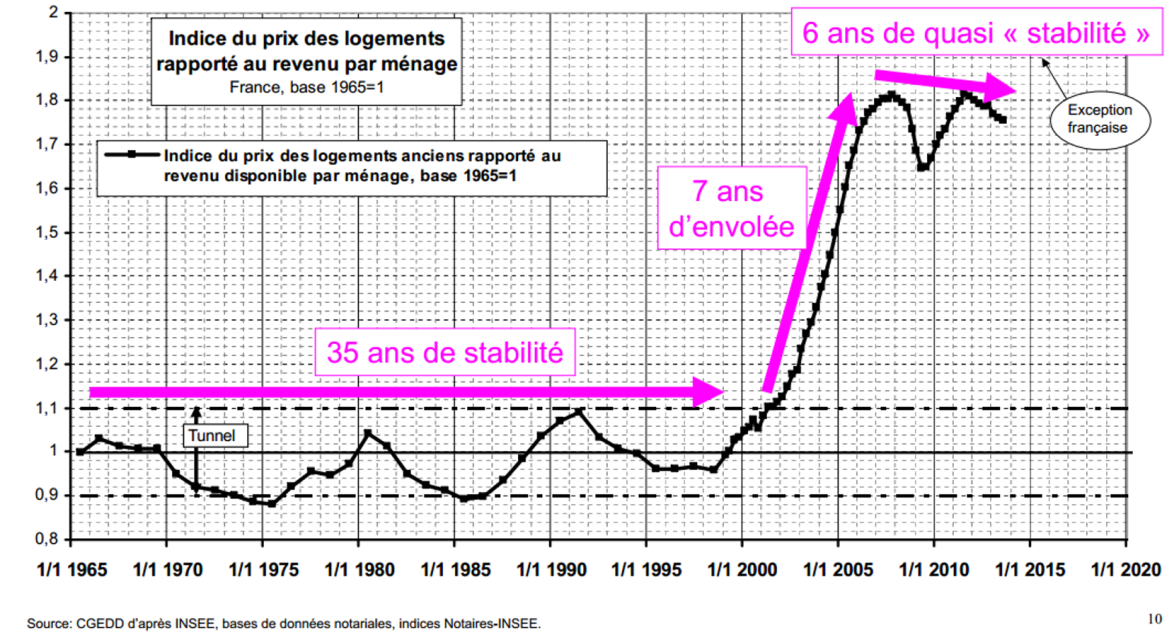 2
1,9
1,8
1,7
1,6
1,5
1,4
1,3
1,2
1,1
1
0,9
0,8
Indice du prix des logements
rapporté au revenu par ménage
France, base 1965=1
Indice du prix des logements anciens rapporté au
revenu disponible par ménage, base 1965=1
6 ans de quasi « stabilité »
Exception
française
7 ans
d'envolée
35 ans de stabilité
Tunnel
1/1 1965 1/1 1970 1/1 1975 1/1 1980 1/1 1985 1/1 1990 1/1 1995 1/1 2000 1/1 2005 1/1 2010 1/1 2015 1/1 2020
Source: CGEDD d'après INSEE, bases de données notariales, indices Notaires-INSEE.
10